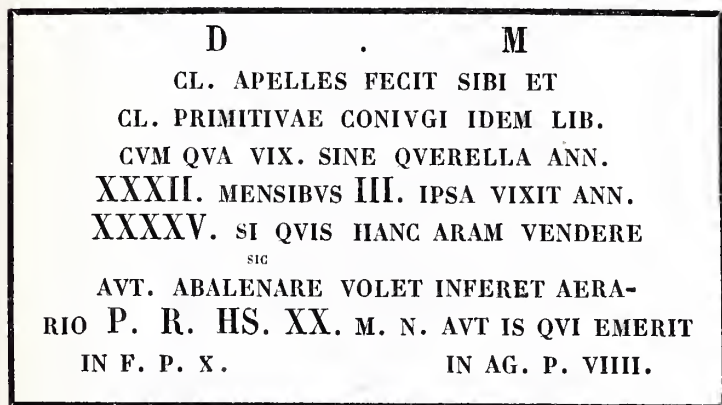 D . M
CL. APELLES FECIT SIBI ET
CL. PRIMITIVAE CONIVGI IDEM LIB.
CVM QVA VIX. SINE QVERELLA ANN.
XXXII. MENSIBVS III. IPSA VIXIT ANN.
XXXXV. SI QVIS HANC ARAM VENDERE
SIC
AVT. ABALENARE VOLET INFERET AERA-
RIO P. R. HS. XX. M. N. AVT IS QVI EMERIT
IN F. P. X. IN AG. P. VIIII.